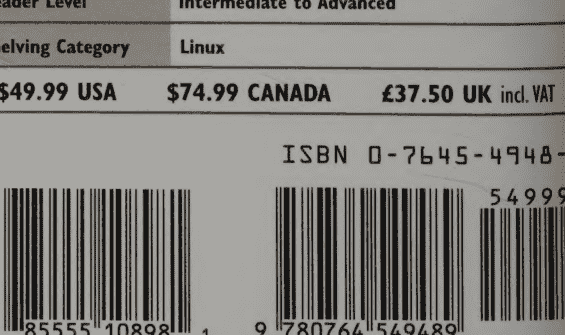 eader Level Intermediate to Advanced
elving Category Linux
$49.99 USA $74.99 CANADA £37.50 UK incl. VAT
ISBN 0-7645-4948-
54999
85555 10898 1 9 780764 549489